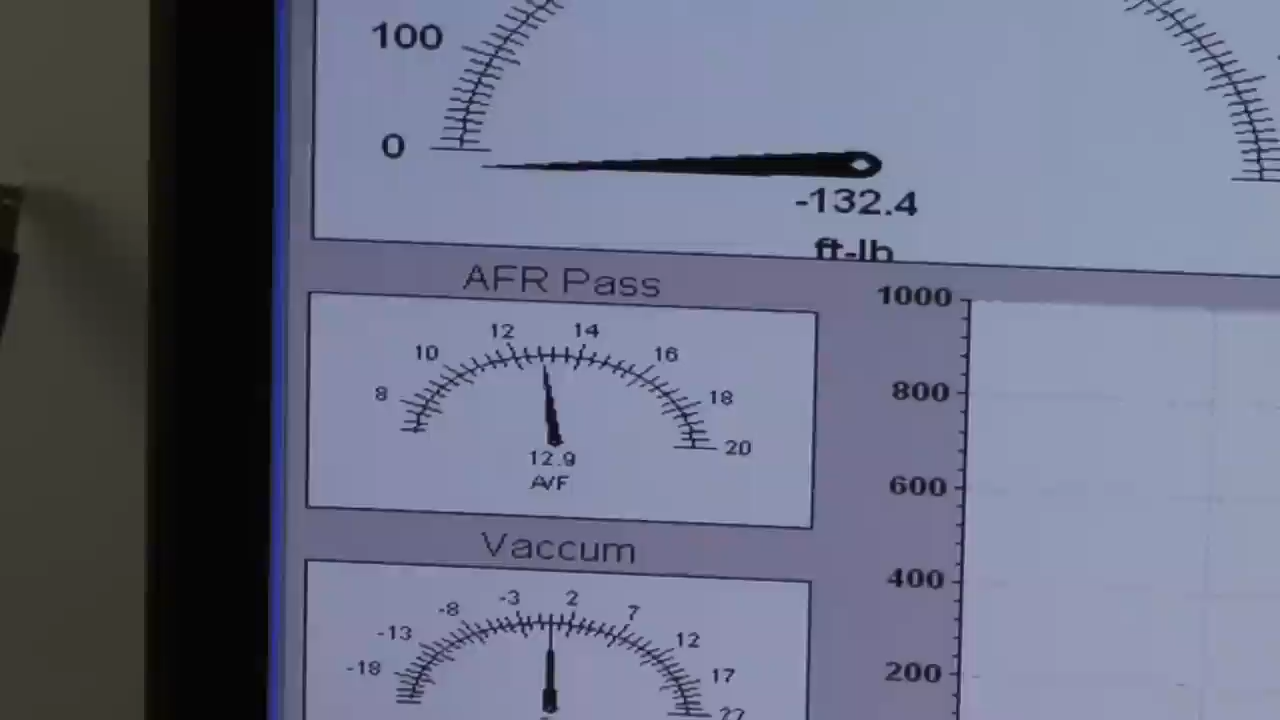 100
0
-132.4
ft-lb
AFR Pass
8 10 12 14 16 18 20
12.9
A/F
Vaccum
-18 -13 -8 -3 2 7 12 17
1000
800
600
400
200